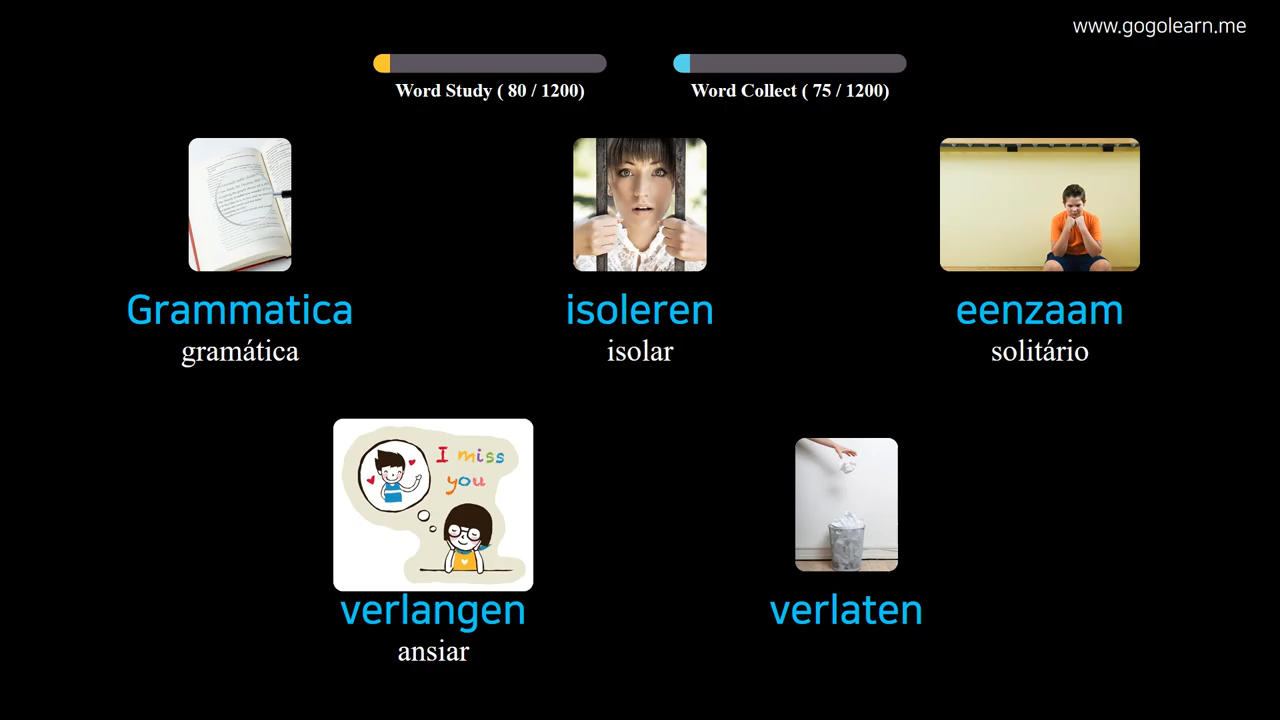 www.gogolearn.me
Word Study ( 80 / 1200)
Word Collect ( 75 / 1200)
Grammatica
gramática
isoleren
isolar
eenzaam
solitário
I miss
you
verlangen
ansiar
verlaten